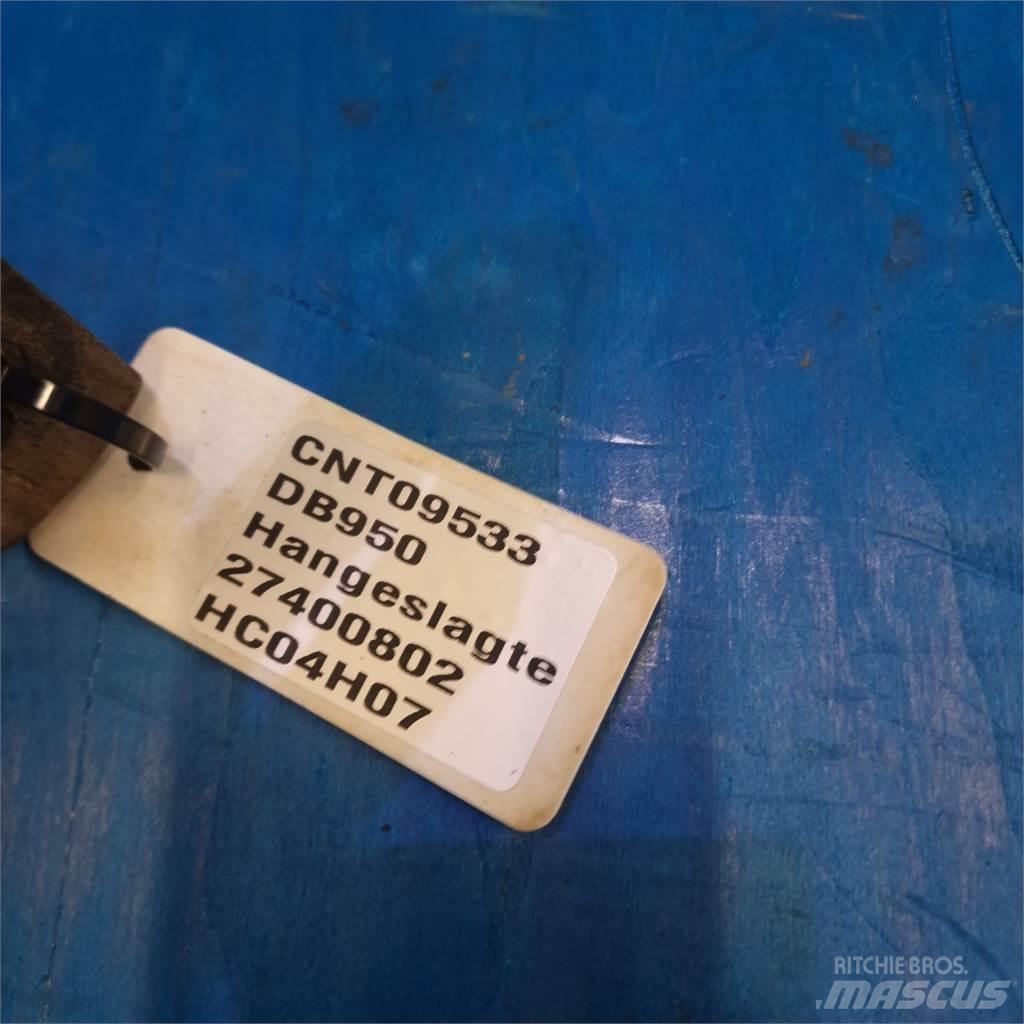 CNT09533
DB950
Hangeslagte
27400802
HC04H07
RITCHIE BROS.
MASCUS